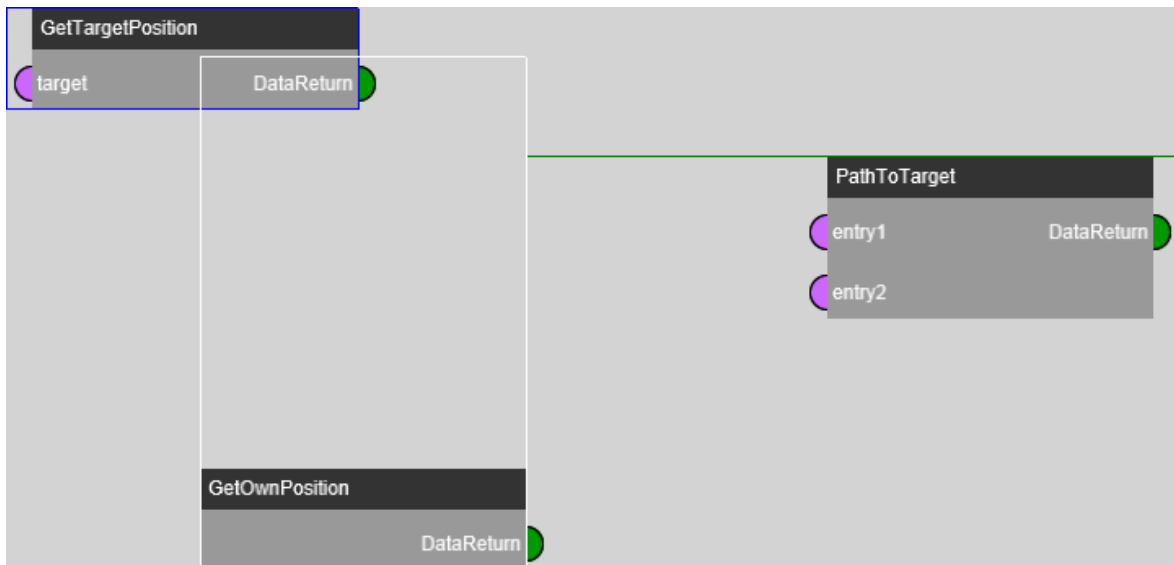 GetTargetPosition
target DataReturn
PathToTarget
entry1 DataReturn
entry2
GetOwnPosition
DataReturn